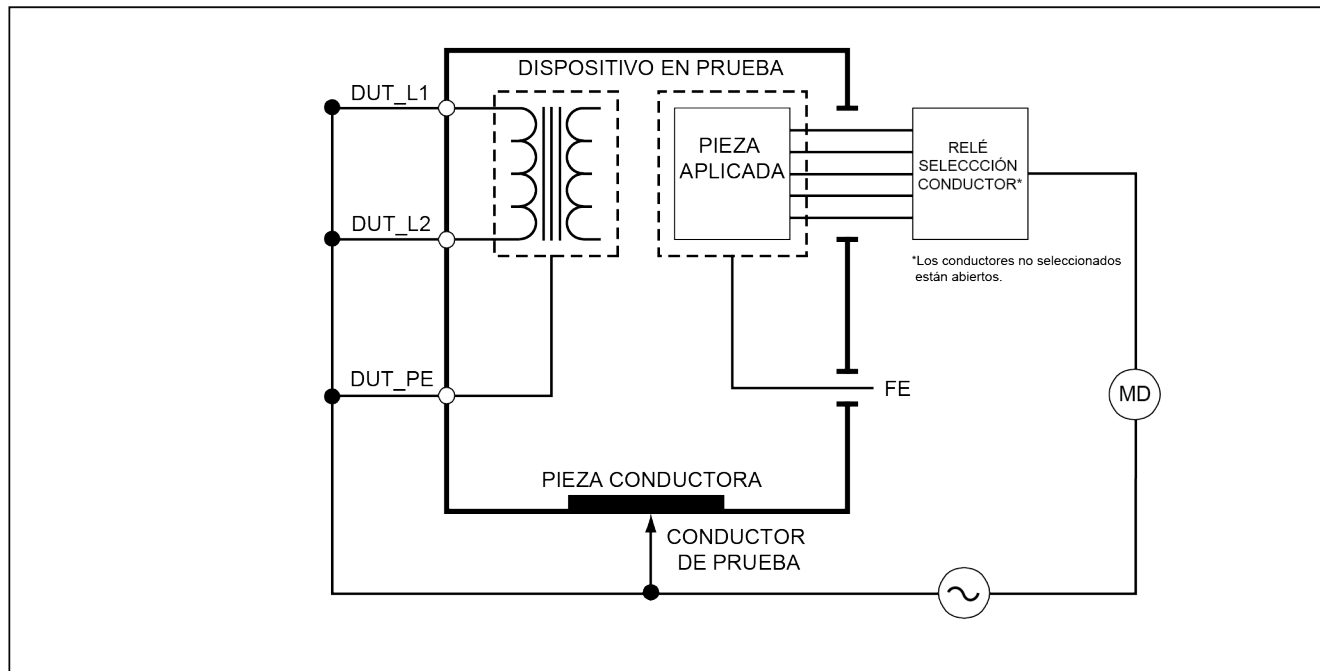 DISPOSITIVO EN PRUEBA
DUT_L1
PIEZA
APLICADA
RELÉ
SELECCCIÓN
CONDUCTOR*
DUT_L2
*Los conductores no seleccionados
están abiertos.
DUT_PE
FE
MD
PIEZA CONDUCTORA
CONDUCTOR
DE PRUEBA